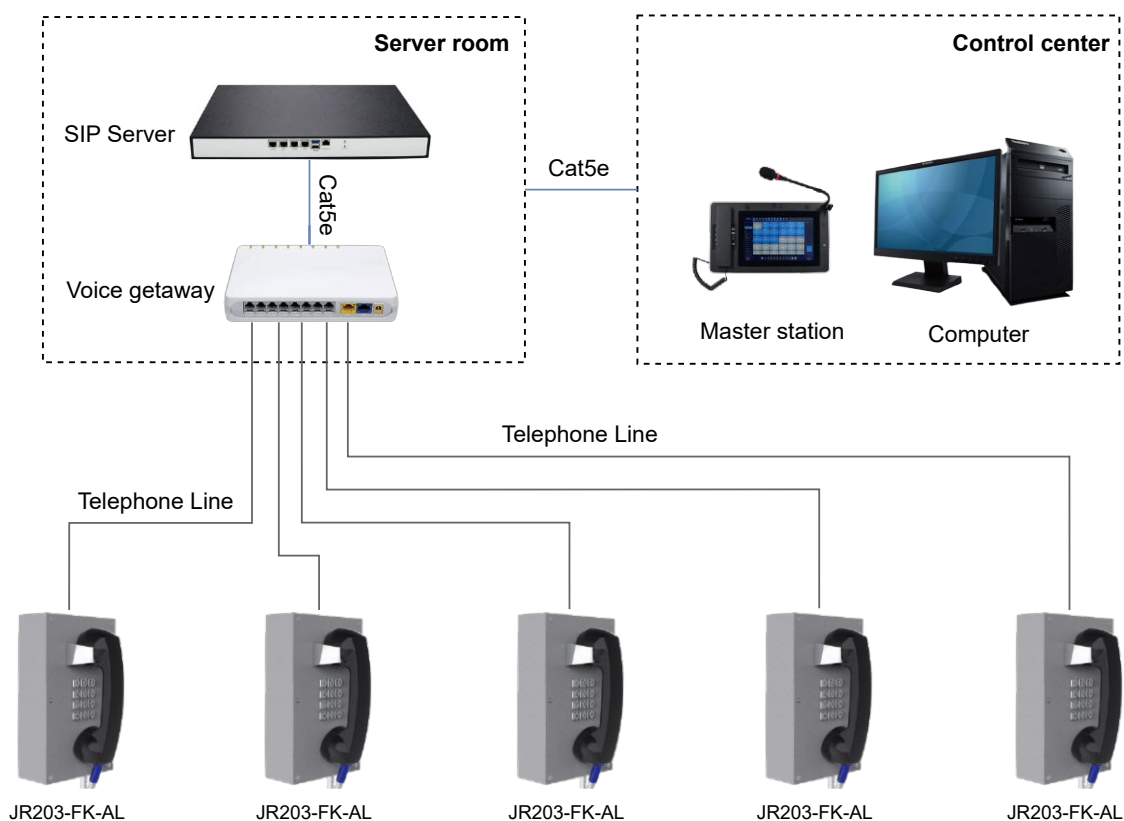 Server room
Control center
SIP Server
Cat5e
Cat5e
Voice getaway
Master station
Computer
Telephone Line
Telephone Line
JR203-FK-AL
JR203-FK-AL
JR203-FK-AL
JR203-FK-AL
JR203-FK-AL